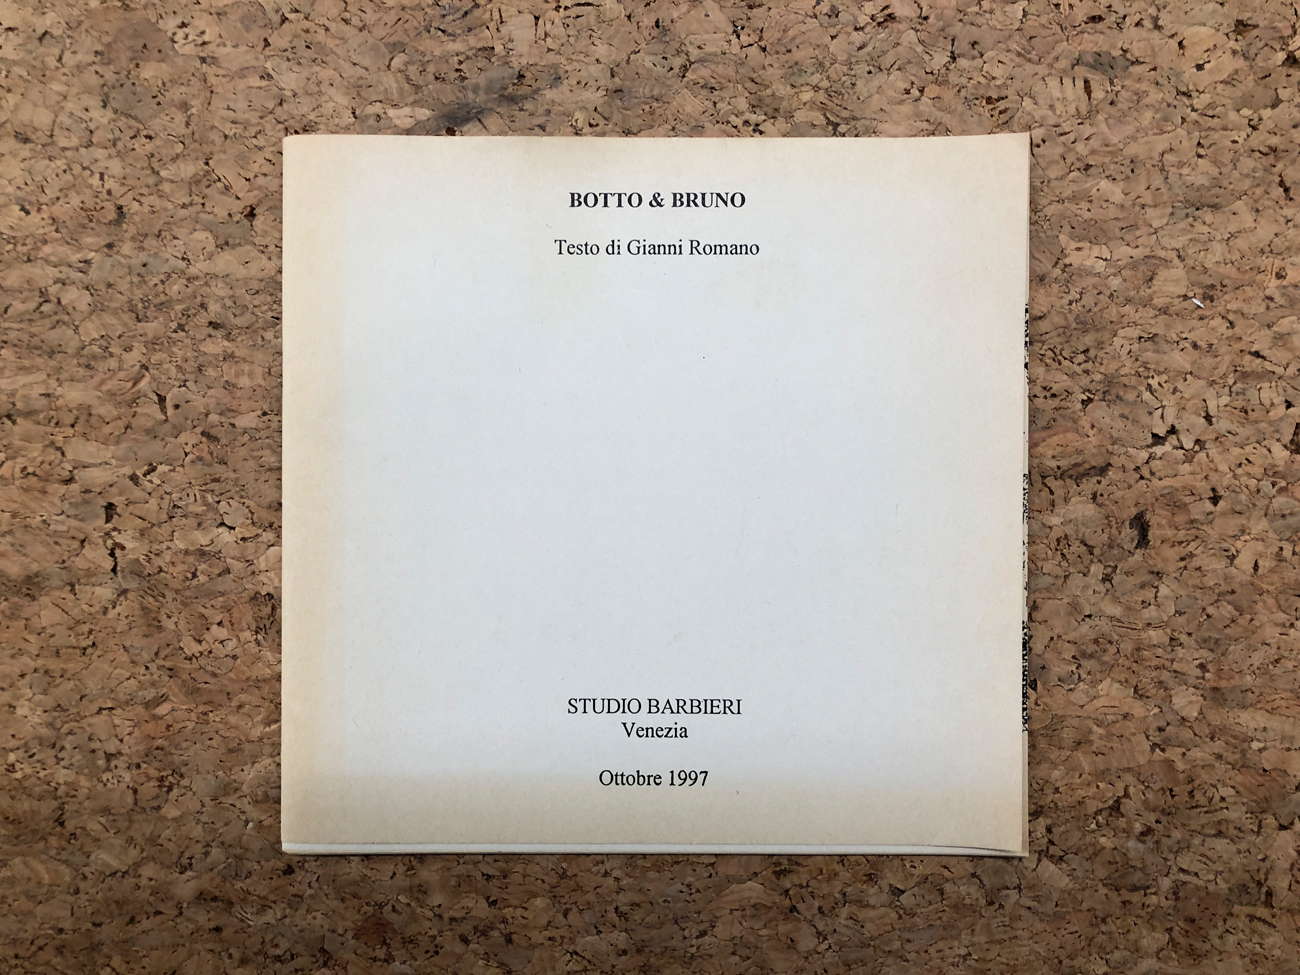 BOTTO & BRUNO
Testo di Gianni Romano
STUDIO BARBIERI
Venezia
Ottobre 1997